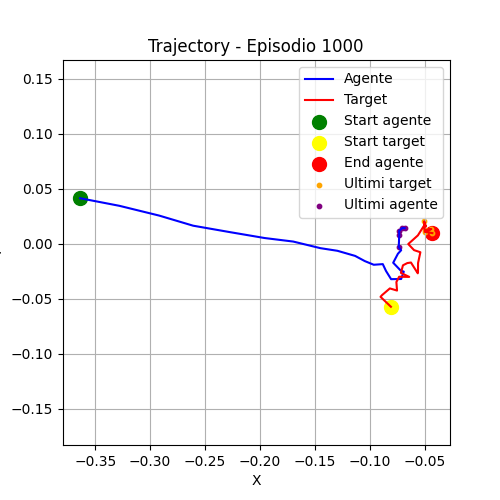 Trajectory - Episodio 1000
Agente
Target
Start agente
Start target
End agente
Ultimi target
Ultimi agente
0.15
0.10
0.05
0.00
−0.05
−0.10
−0.15
−0.35 −0.30 −0.25 −0.20 −0.15 −0.10 −0.05
X